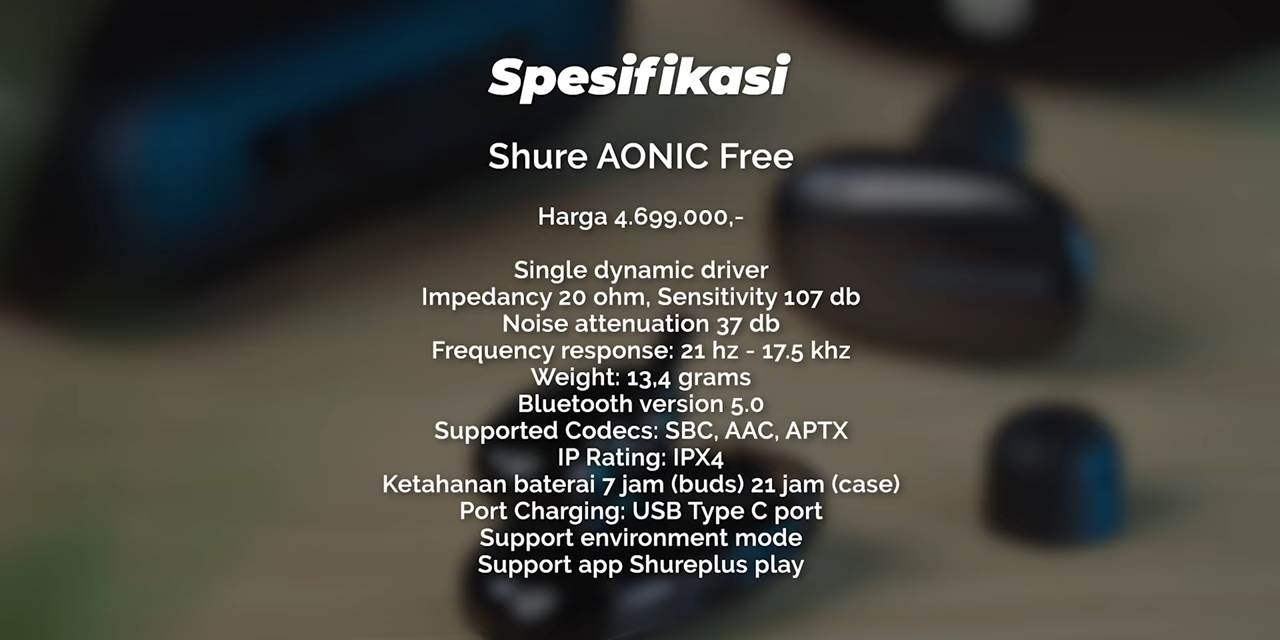 Spesifikasi
Shure AONIC Free
Harga 4.699.000,-
Single dynamic driver
Impedancy 20 ohm, Sensitivity 107 db
Noise attenuation 37 db
Frequency response: 21 hz - 17.5 khz
Weight: 13,4 grams
Bluetooth version 5.0
Supported Codecs: SBC, AAC, APTX
IP Rating: IPX4
Ketahanan baterai 7 jam (buds) 21 jam (case)
Port Charging: USB Type C port
Support environment mode
Support app Shureplus play